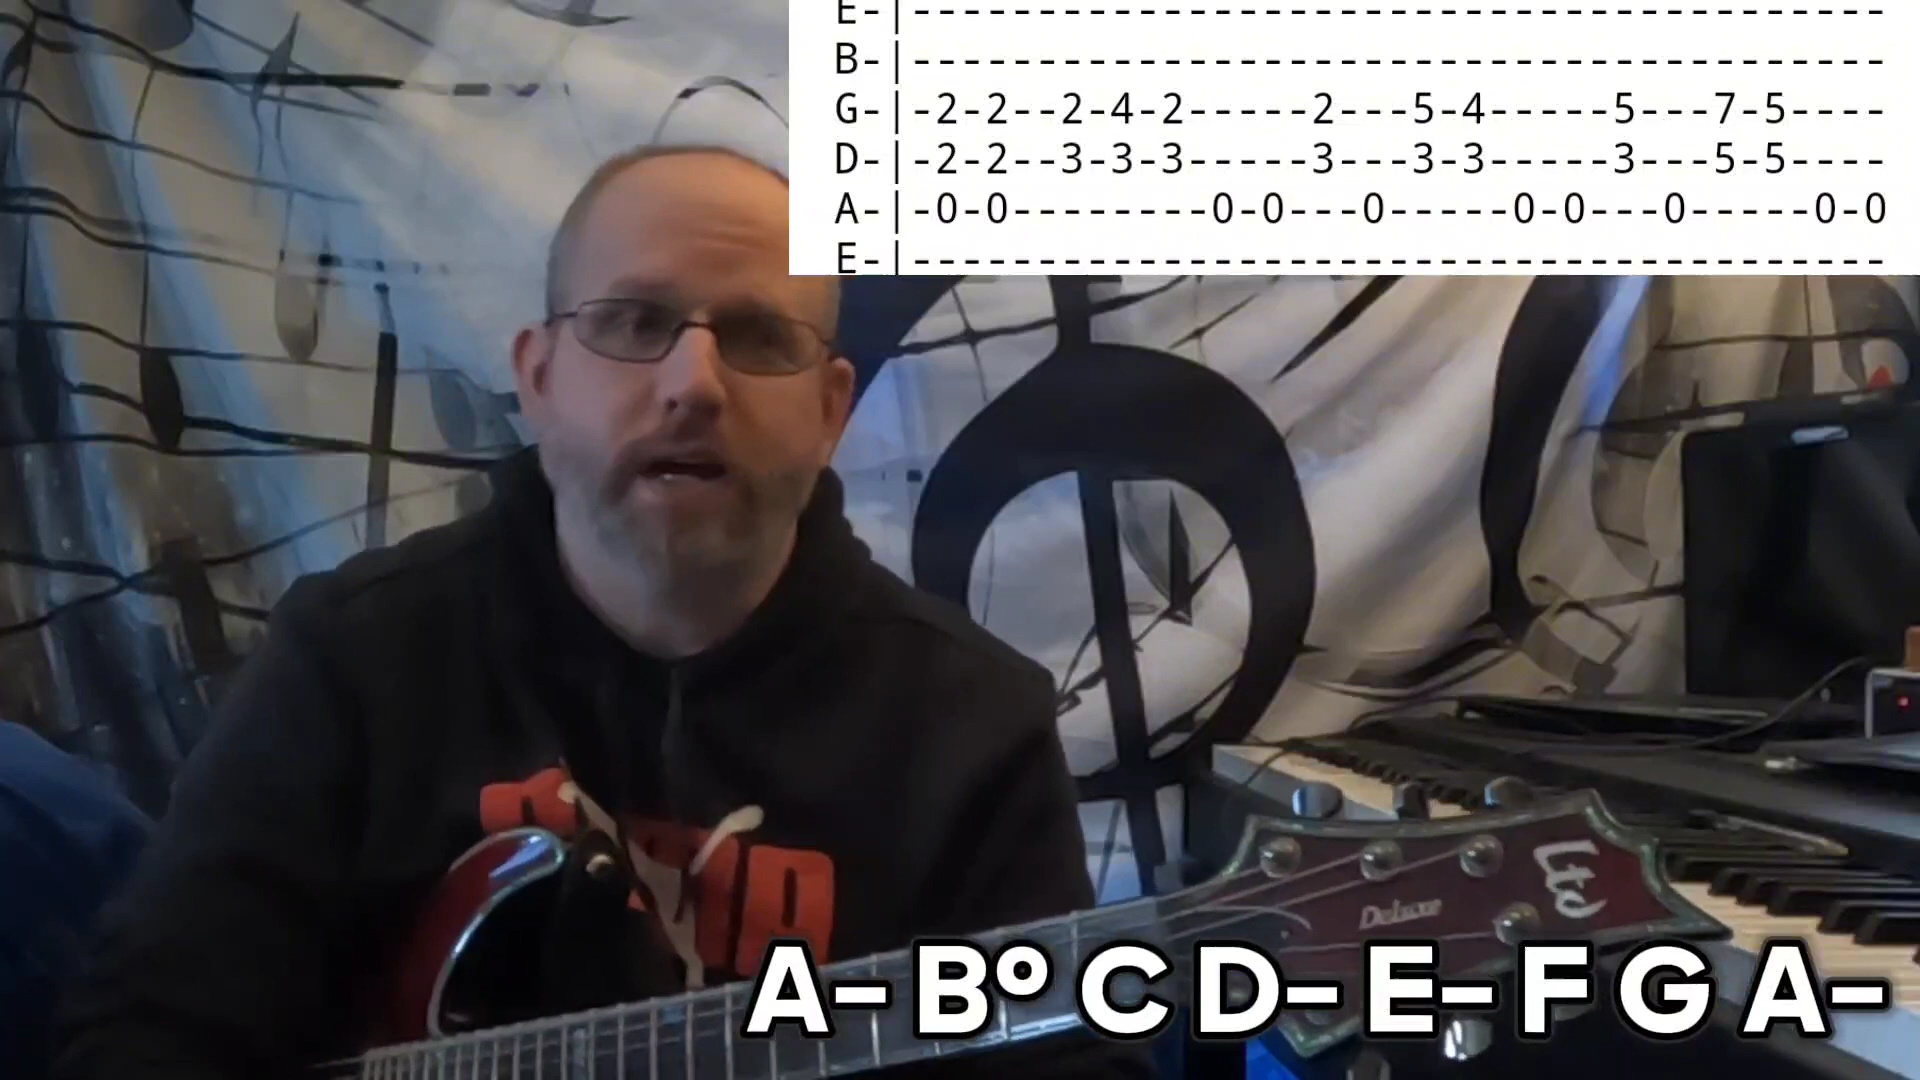 E-|---------------------------------------
B-|---------------------------------------
G-|-2-2--2-4-2-----2---5-4-----5---7-5----
D-|-2-2--3-3-3-----3---3-3-----3---5-5----
A-|-0-0--------0-0---0-----0-0---0-----0-0
E-|---------------------------------------
Ltd
Deluxe
A- B° C D- E- F G A-